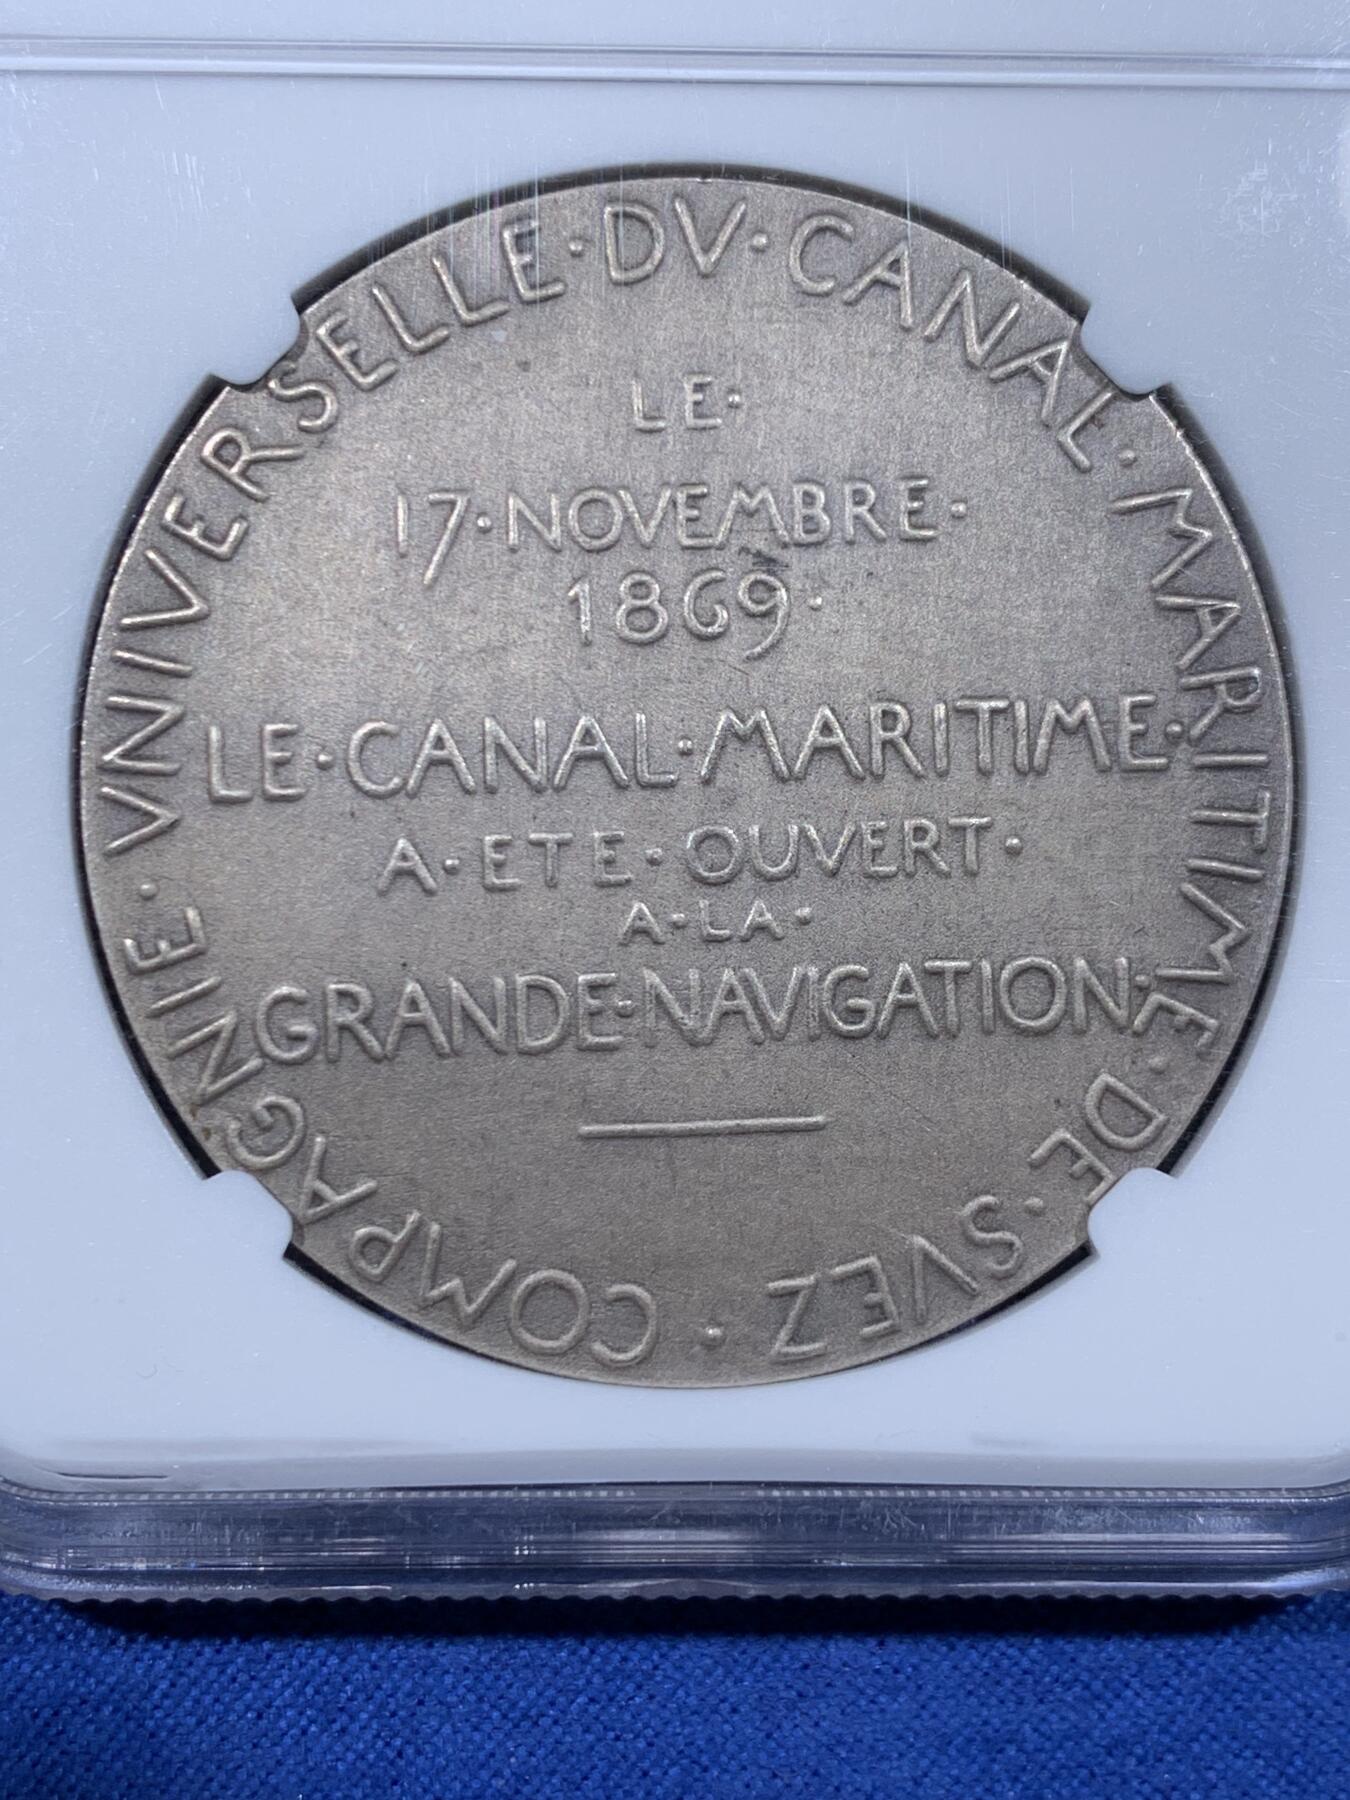 COMPAGNIE · VNIVERSELLE · DV · CANAL · MARITIME · DE · SVEZ ·
LE ·
17 · NOVEMBRE ·
1869 ·
LE · CANAL · MARITIME ·
A · ETE · OUVERT ·
A · LA ·
GRANDE · NAVIGATION ·